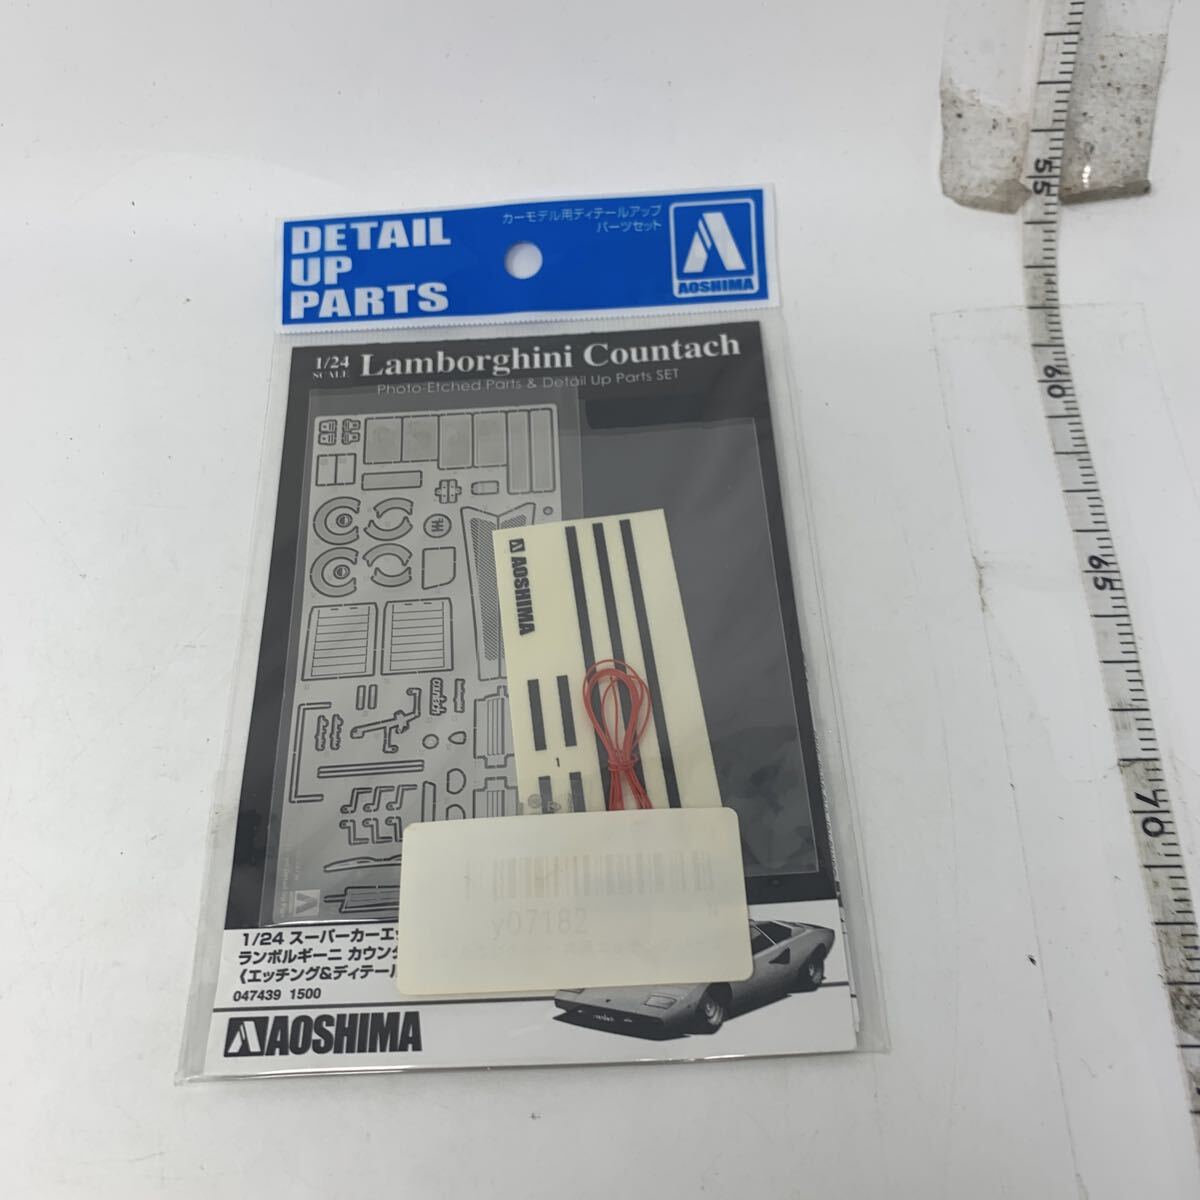 DETAIL
UP
PARTS
カーモデル用ディテールアップ
パーツセット
AOSHIMA
1/24
SCALE
Lamborghini Countach
Photo-Etched Parts & Detail Up Parts SET
AOSHIMA
1
y07182
1/24 スーパーカーエッ
ランボルギーニ カウンタ
《エッチング&ディテール
047439 1500
AOSHIMA
55
60
65
70